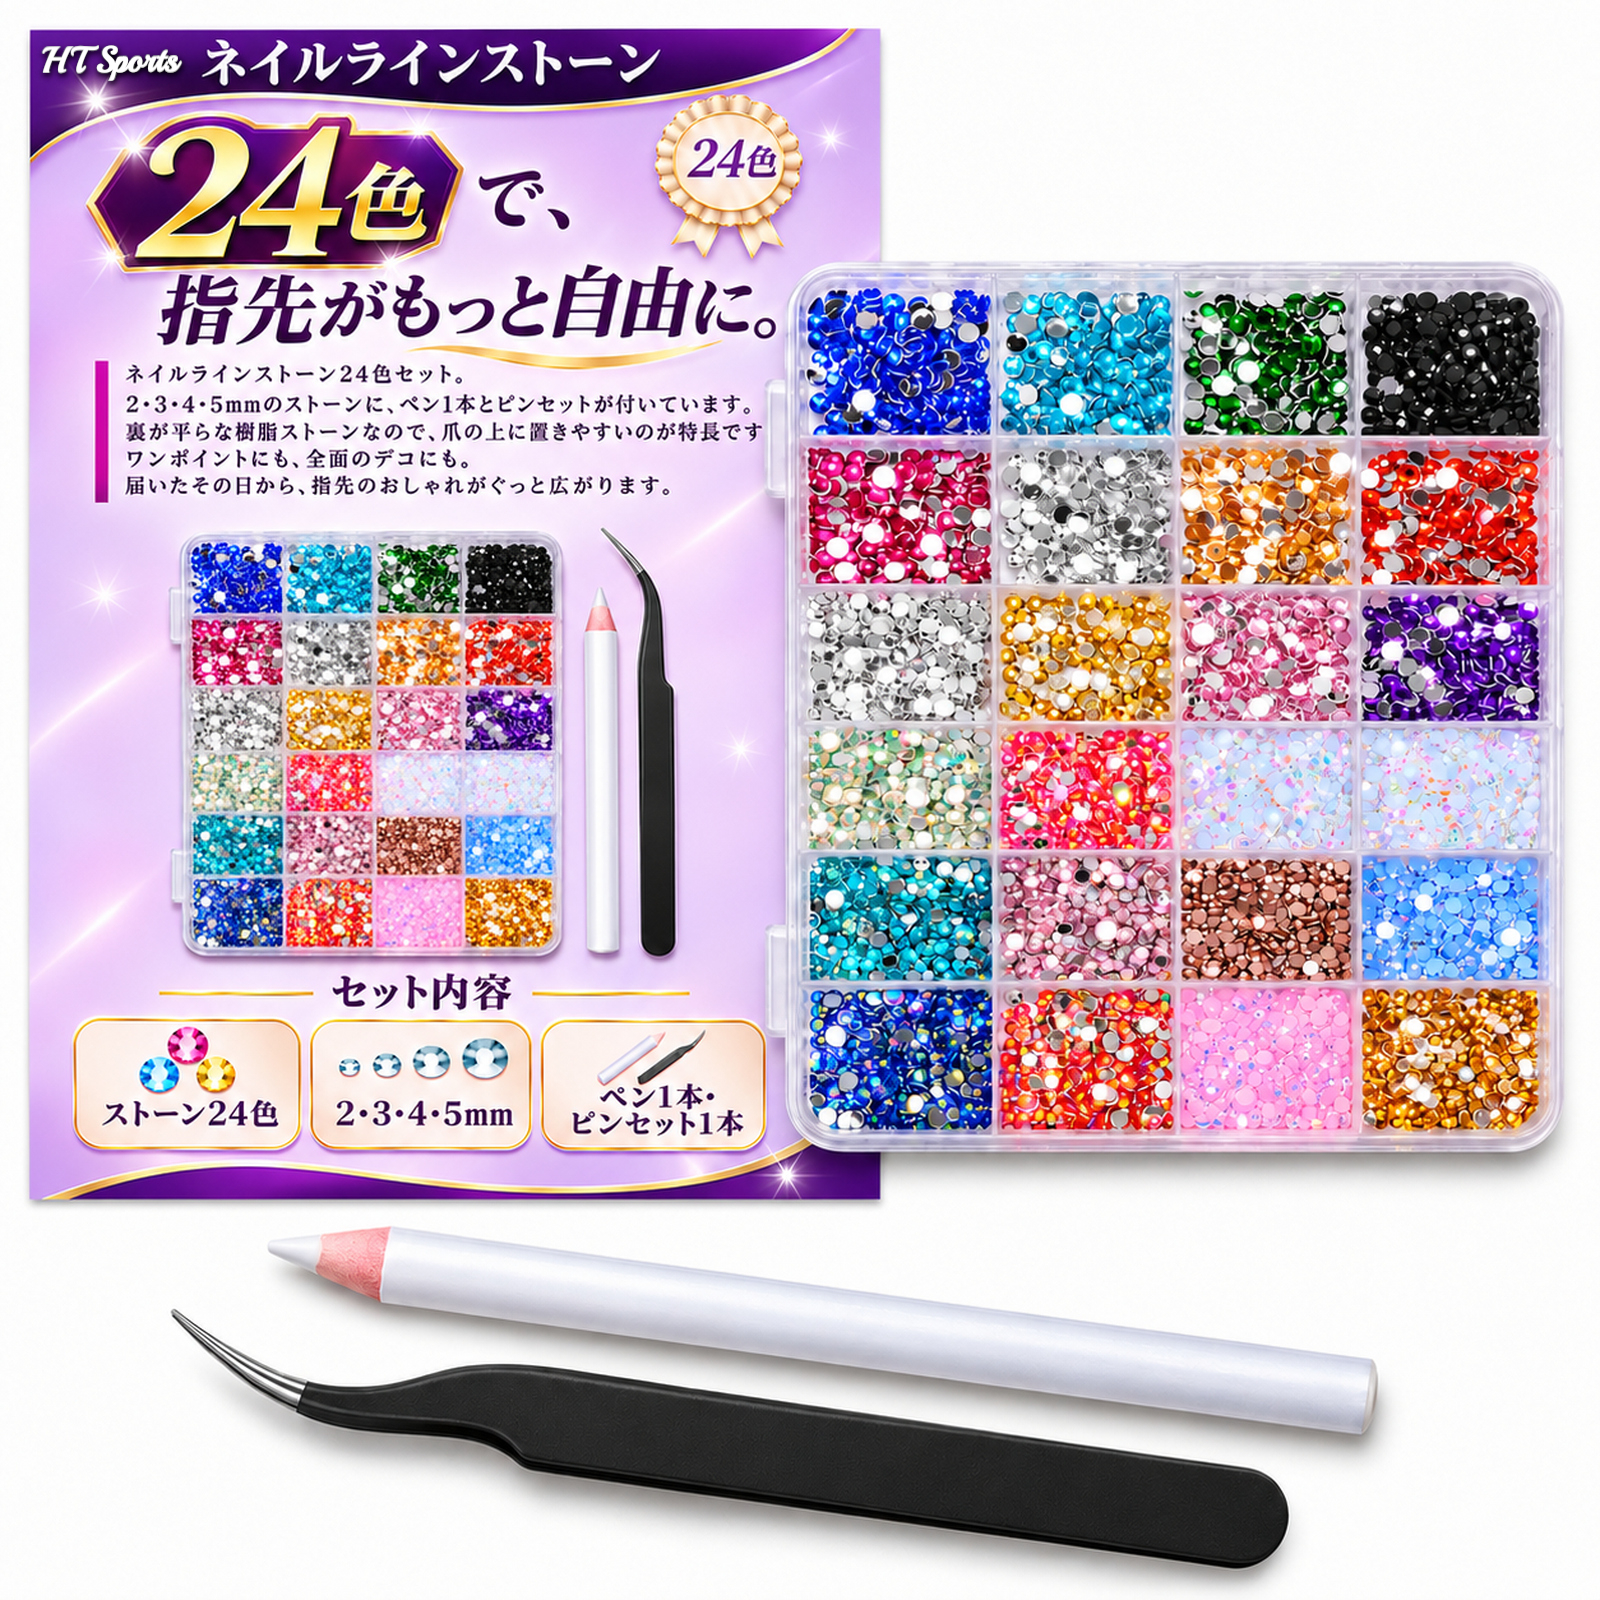 HT Sports ネイルラインストーン
24色で、
24色
指先がもっと自由に。
ネイルラインストーン24色セット。
2・3・4・5mmのストーンに、ペン1本とピンセットが付いています。
裏が平らな樹脂ストーンなので、爪の上に置きやすいのが特長です
ワンポイントにも、全面のデコにも。
届いたその日から、指先のおしゃれがぐっと広がります。
セット内容
ストーン24色
2・3・4・5mm
ペン1本・
ピンセット1本